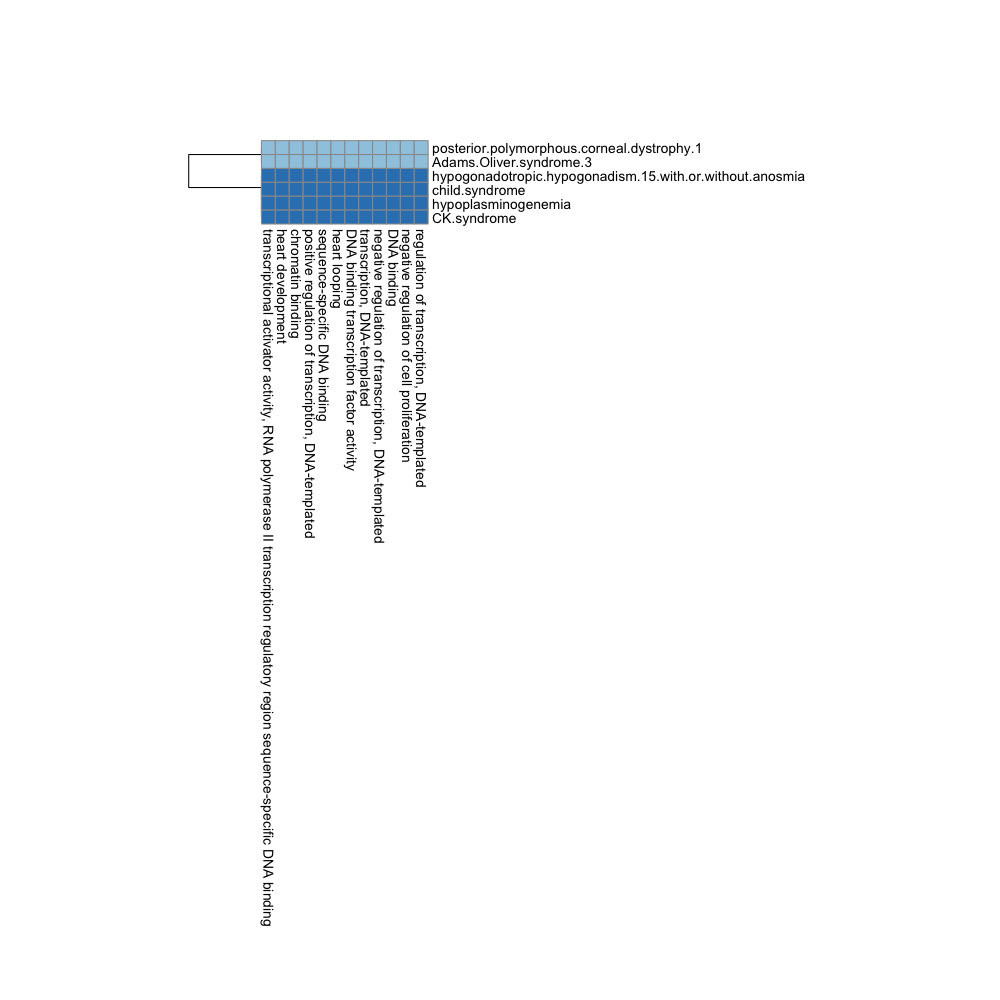 posterior.polymorphous.corneal.dystrophy.1
Adams.Oliver.syndrome.3
hypogonadotropic.hypogonadism.15.with.or.without.anosmia
child.syndrome
hypoplasminogenemia
CK.syndrome
transcriptional activator activity, RNA polymerase II transcription regulatory region sequence-specific DNA binding
heart development
chromatin binding
positive regulation of transcription, DNA-templated
sequence-specific DNA binding
heart looping
DNA binding transcription factor activity
transcription, DNA-templated
negative regulation of transcription, DNA-templated
DNA binding
negative regulation of cell proliferation
regulation of transcription, DNA-templated